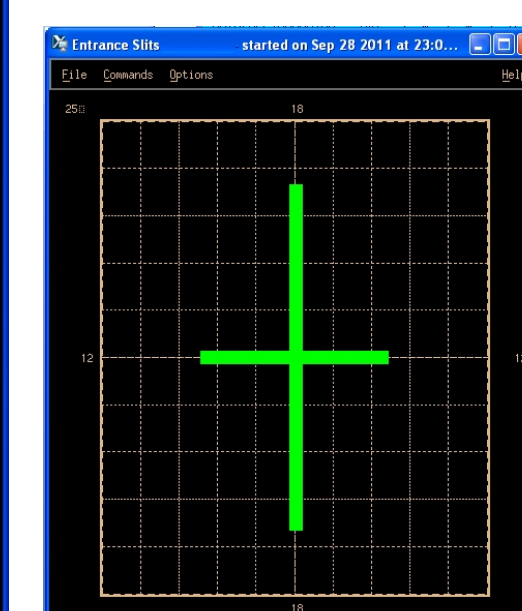 Entrance Slits started on Sep 28 2011 at 23:0...
File Commands Options Help
25
18
12
18